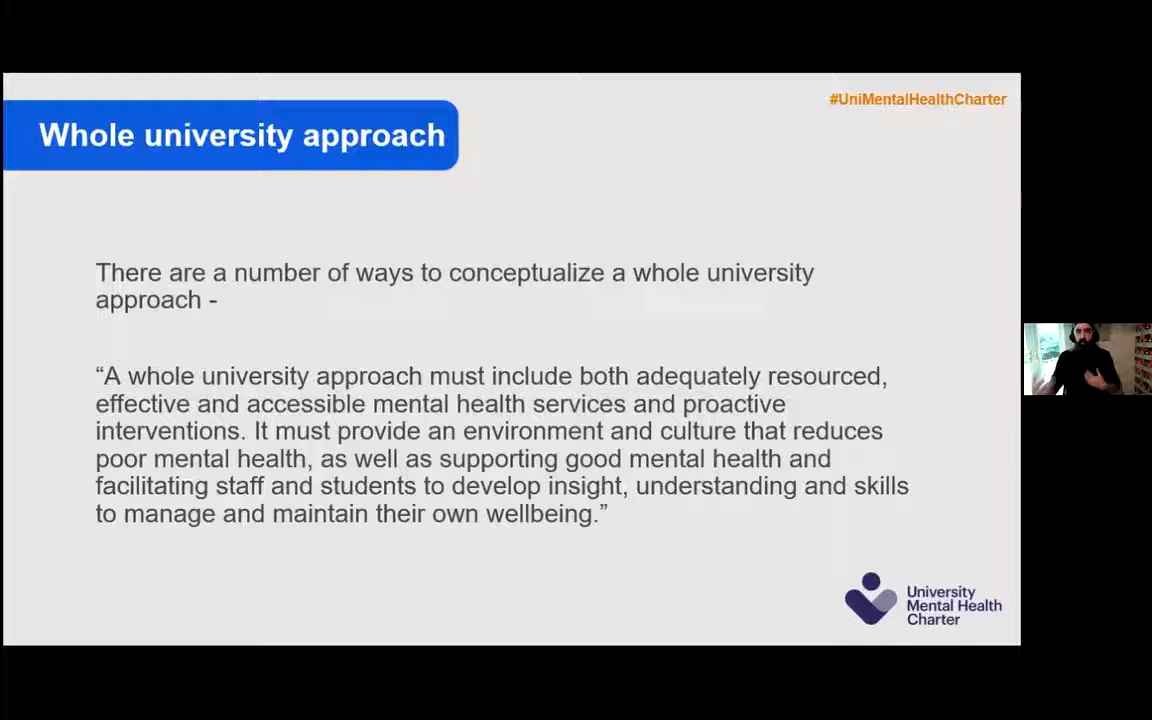 #UniMentalHealthCharter
Whole university approach
There are a number of ways to conceptualize a whole university
approach -
“A whole university approach must include both adequately resourced,
effective and accessible mental health services and proactive
interventions. It must provide an environment and culture that reduces
poor mental health, as well as supporting good mental health and
facilitating staff and students to develop insight, understanding and skills
to manage and maintain their own wellbeing.”
University
Mental Health
Charter